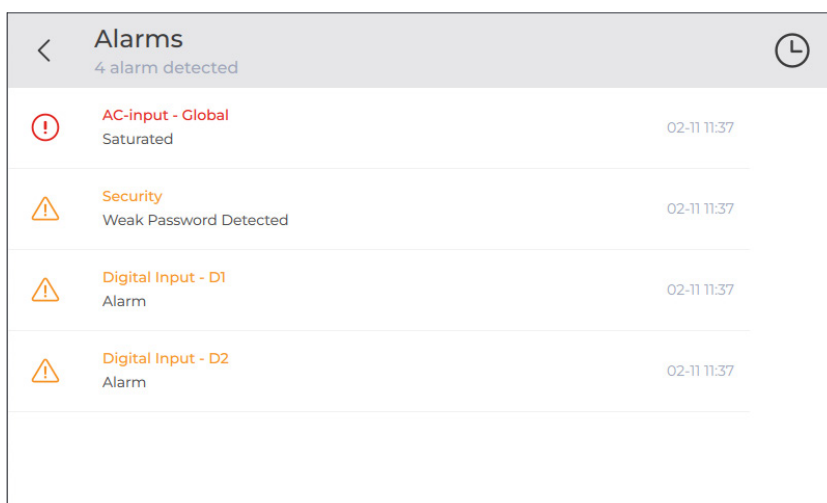 Alarms
4 alarm detected
AC-input - Global
Saturated
02-11 11:37
Security
Weak Password Detected
02-11 11:37
Digital Input - D1
Alarm
02-11 11:37
Digital Input - D2
Alarm
02-11 11:37